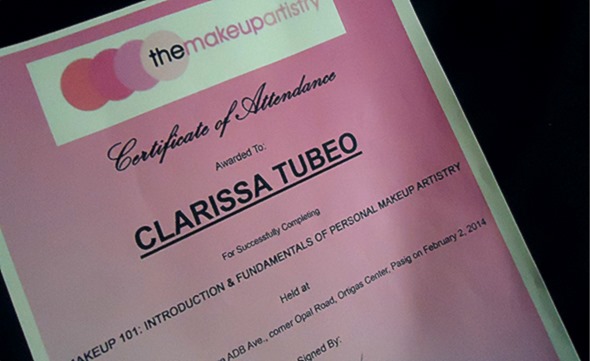 themakeupartistry
Certificate of Attendance
Awarded To:
CLARISSA TUBEO
For Successfully Completing
MAKEUP 101: INTRODUCTION & FUNDAMENTALS OF PERSONAL MAKEUP ARTISTRY
Held at
ADB Ave., corner Opal Road, Ortigas Center, Pasig on February 2, 2014
Signed By: